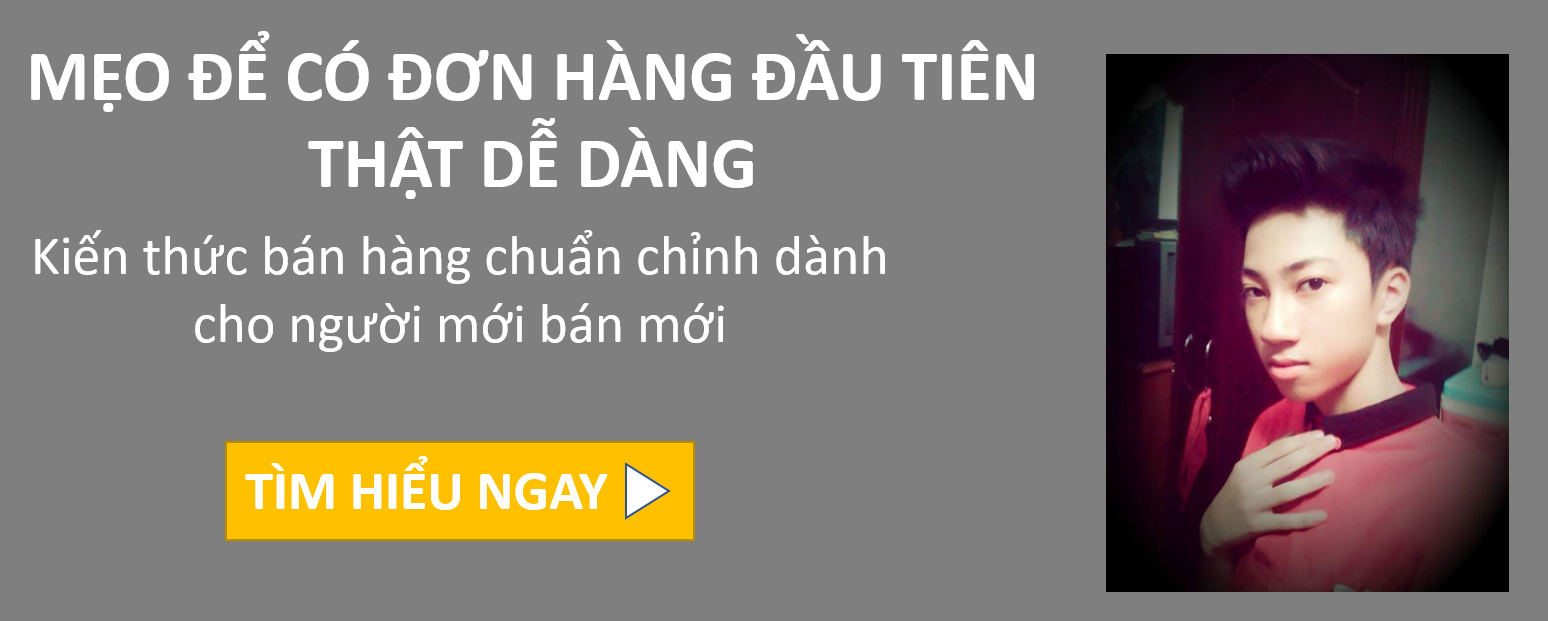 MẸO ĐỂ CÓ ĐƠN HÀNG ĐẦU TIÊN
THẬT DỄ DÀNG
Kiến thức bán hàng chuẩn chỉnh dành
cho người mới bán mới
TÌM HIỂU NGAY